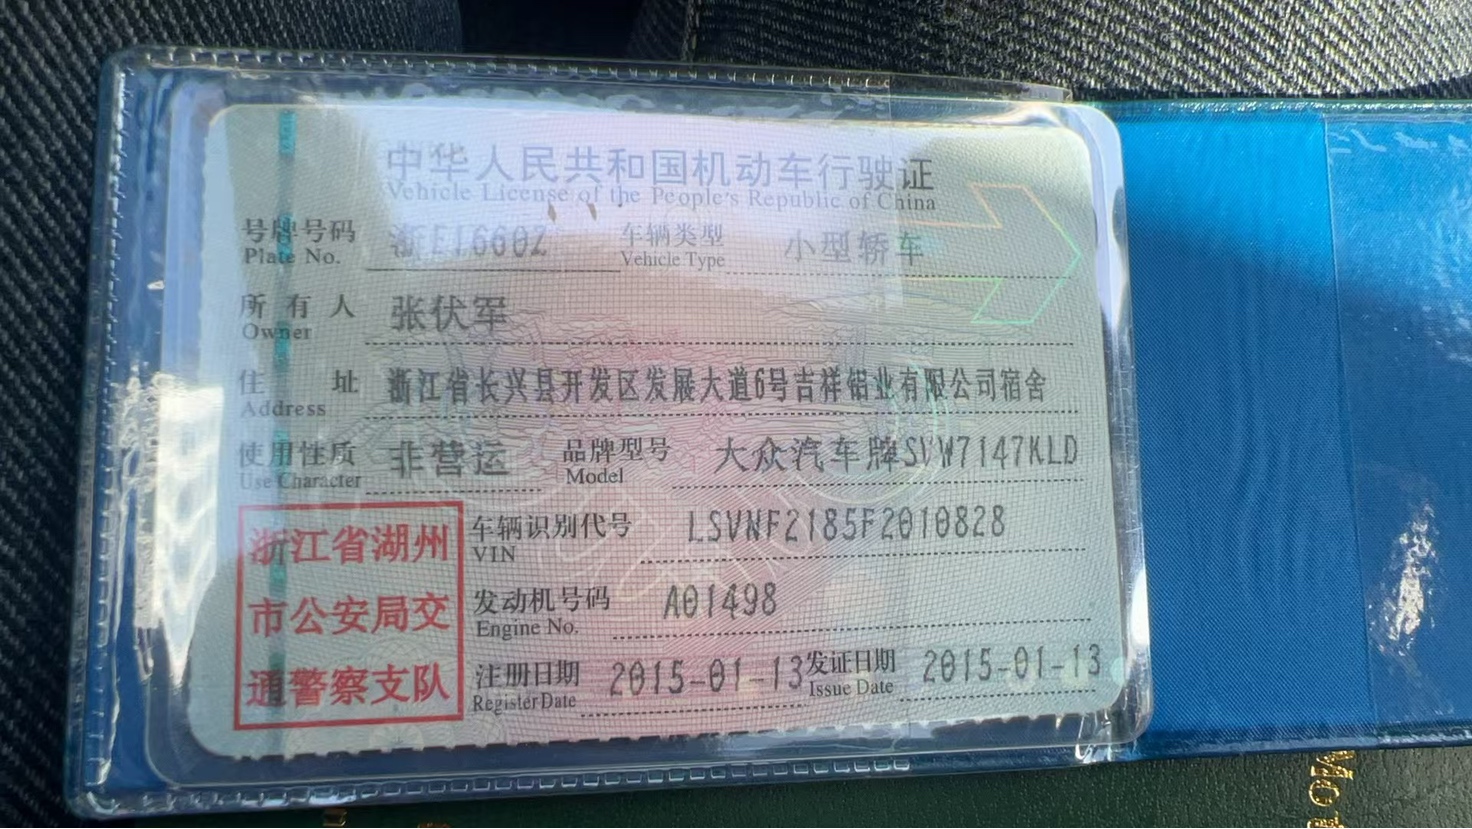 中华人民共和国机动车行驶证
Vehicle License of the People's Republic of China
号牌号码 浙E1660Z 车辆类型 小型轿车
Plate No. Vehicle Type
所有人 张伏军
Owner
住址 浙江省长兴县开发区发展大道6号吉祥铝业有限公司宿舍
Address
使用性质 非营运 品牌型号 大众汽车牌SVW7147KLD
Use Character Model
浙江省湖州
市公安局交
通警察支队
车辆识别代号 LSVNF2185F2010828
VIN
发动机号码 A01498
Engine No.
注册日期 2015-01-13 发证日期 2015-01-13
Register Date Issue Date